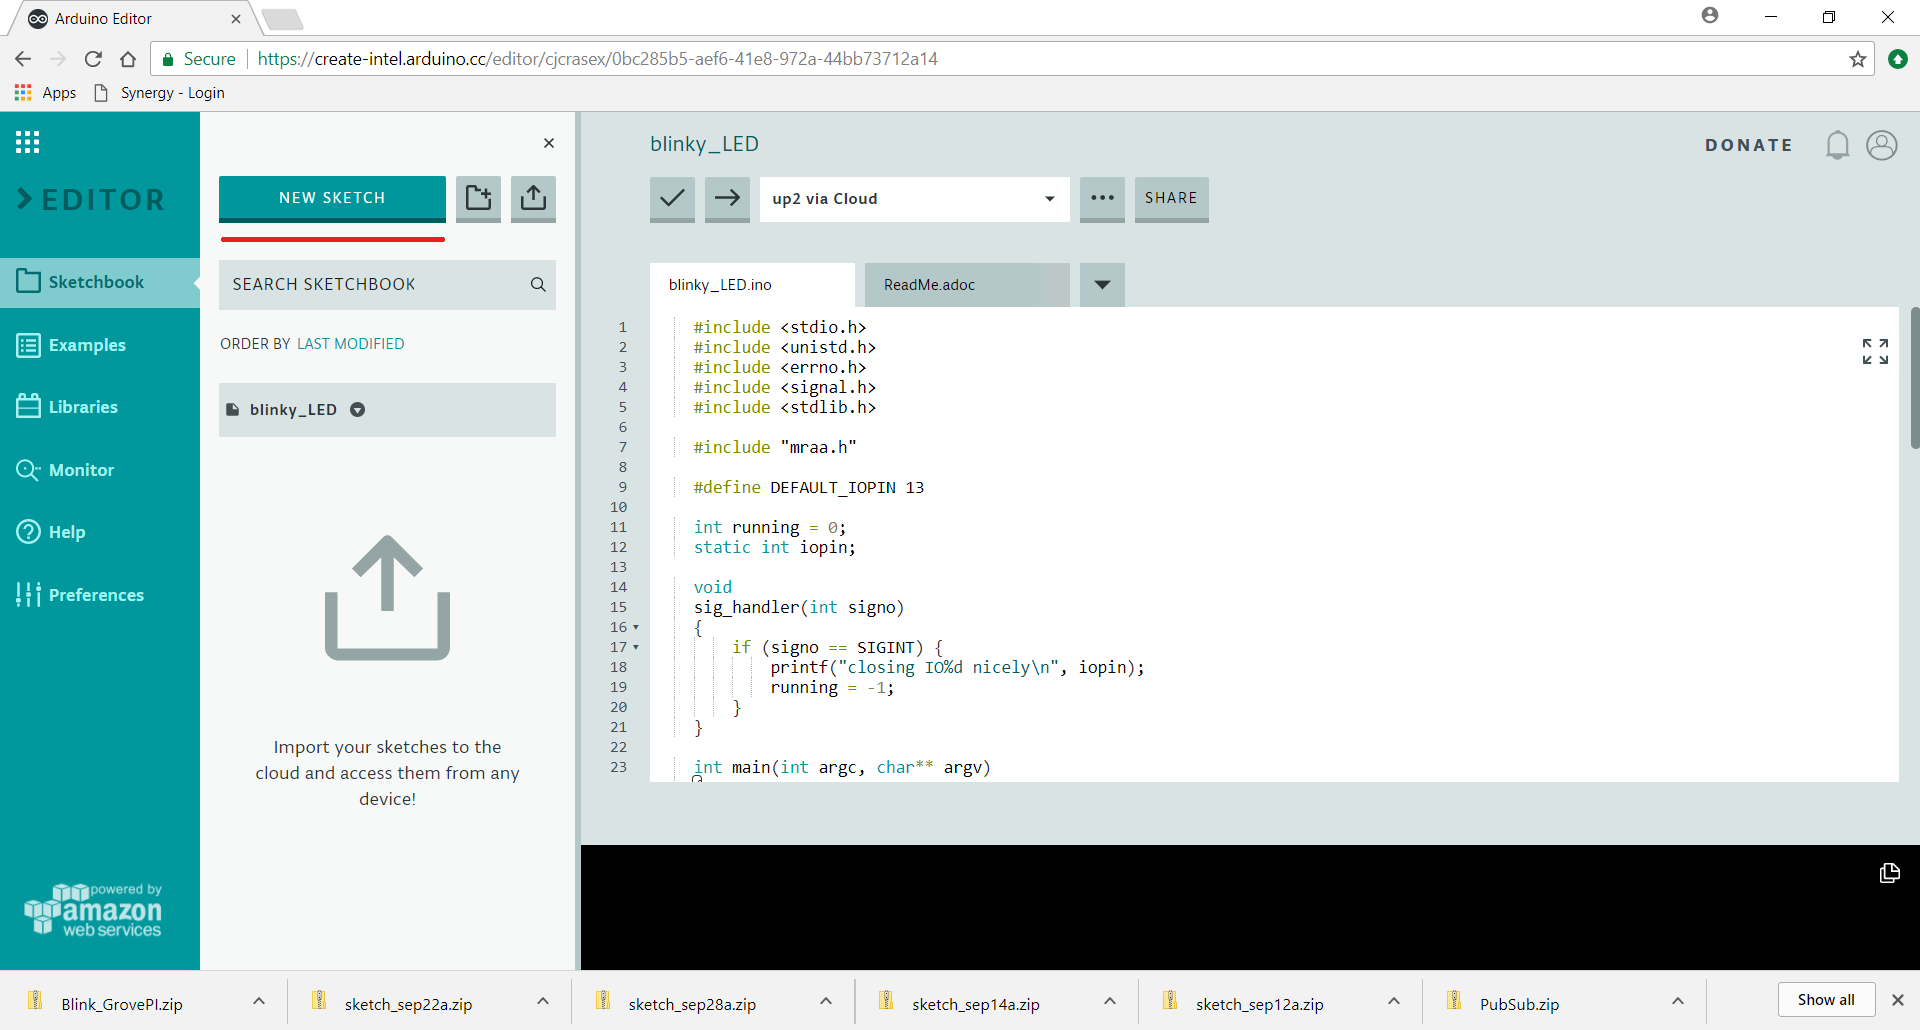 Arduino Editor
Secure https://create-intel.arduino.cc/editor/cjcrasex/0bc285b5-aef6-41e8-972a-44bb73712a14
Apps Synergy - Login
EDITOR
Sketchbook
Examples
Libraries
Monitor
Help
Preferences
powered by
amazon
web services
NEW SKETCH
SEARCH SKETCHBOOK
ORDER BY LAST MODIFIED
blinky_LED
Import your sketches to the
cloud and access them from any
device!
blinky_LED
DONATE
up2 via Cloud
SHARE
blinky_LED.ino ReadMe.adoc
1 #include <stdio.h>
2 #include <unistd.h>
3 #include <errno.h>
4 #include <signal.h>
5 #include <stdlib.h>
6
7 #include "mraa.h"
8
9 #define DEFAULT_IOPIN 13
10
11 int running = 0;
12 static int iopin;
13
14 void
15 sig_handler(int signo)
16 {
17 if (signo == SIGINT) {
18 printf("closing IO%d nicely\n", iopin);
19 running = -1;
20 }
21 }
22
23 int main(int argc, char** argv)
Blink_GrovePI.zip sketch_sep22a.zip sketch_sep28a.zip sketch_sep14a.zip sketch_sep12a.zip PubSub.zip Show all